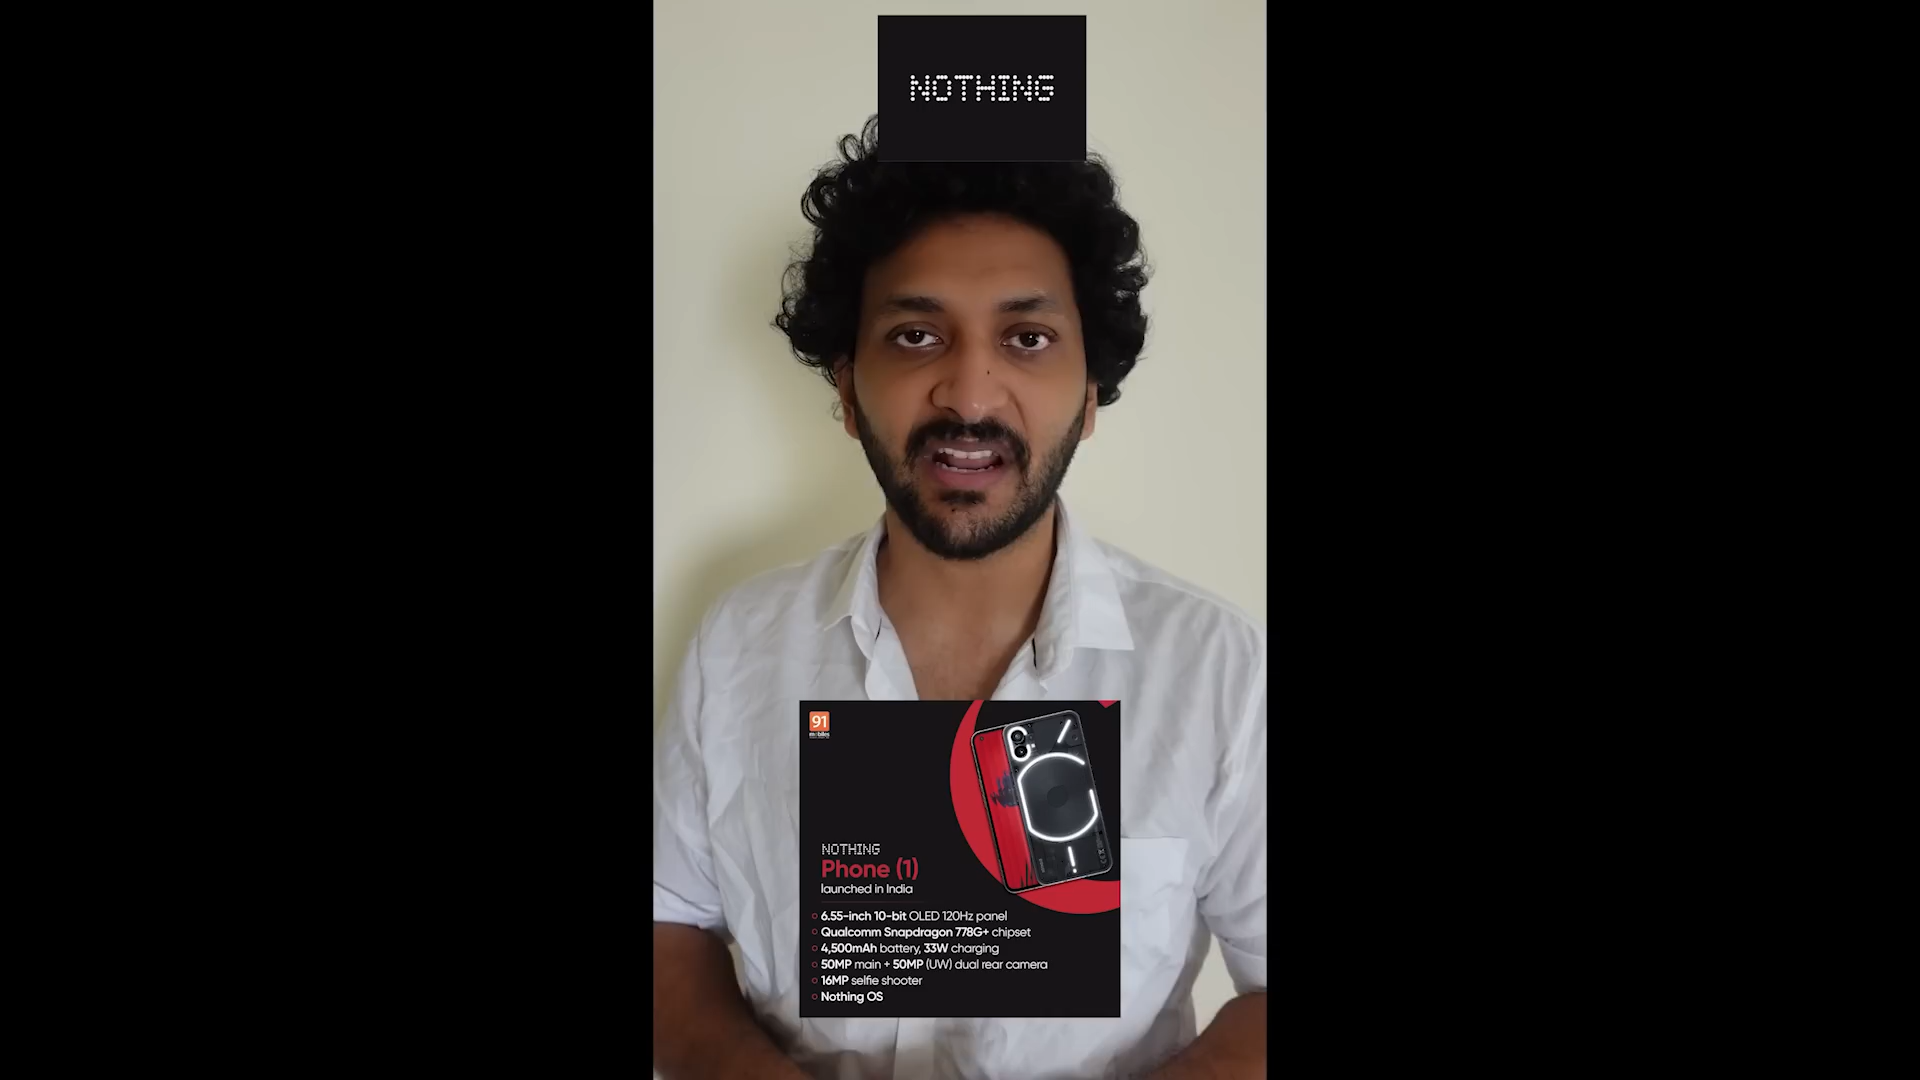 NOTHING
91
mobiles
NOTHING
Phone (1)
launched in India
6.55-inch 10-bit OLED 120Hz panel
Qualcomm Snapdragon 778G+ chipset
4,500mAh battery, 33W charging
50MP main + 50MP (UW) dual rear camera
16MP selfie shooter
Nothing OS